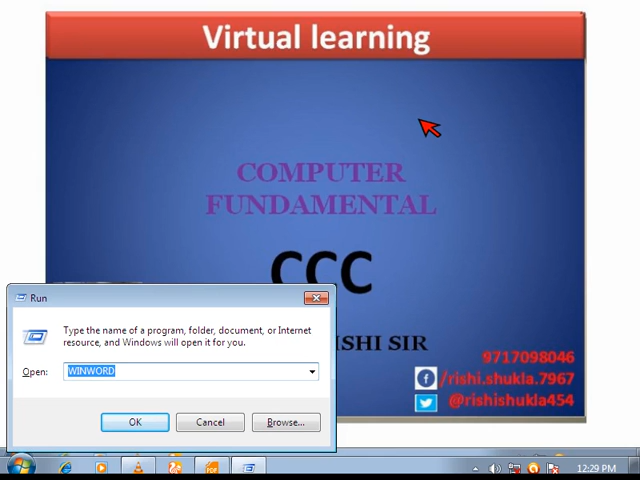 Virtual learning
COMPUTER
FUNDAMENTAL
CCC
ISHI SIR
9717098046
/rishi.shukla.7967
@rishishukla454
Run
Type the name of a program, folder, document, or Internet
resource, and Windows will open it for you.
Open: WINWORD
OK Cancel Browse...
12:29 PM